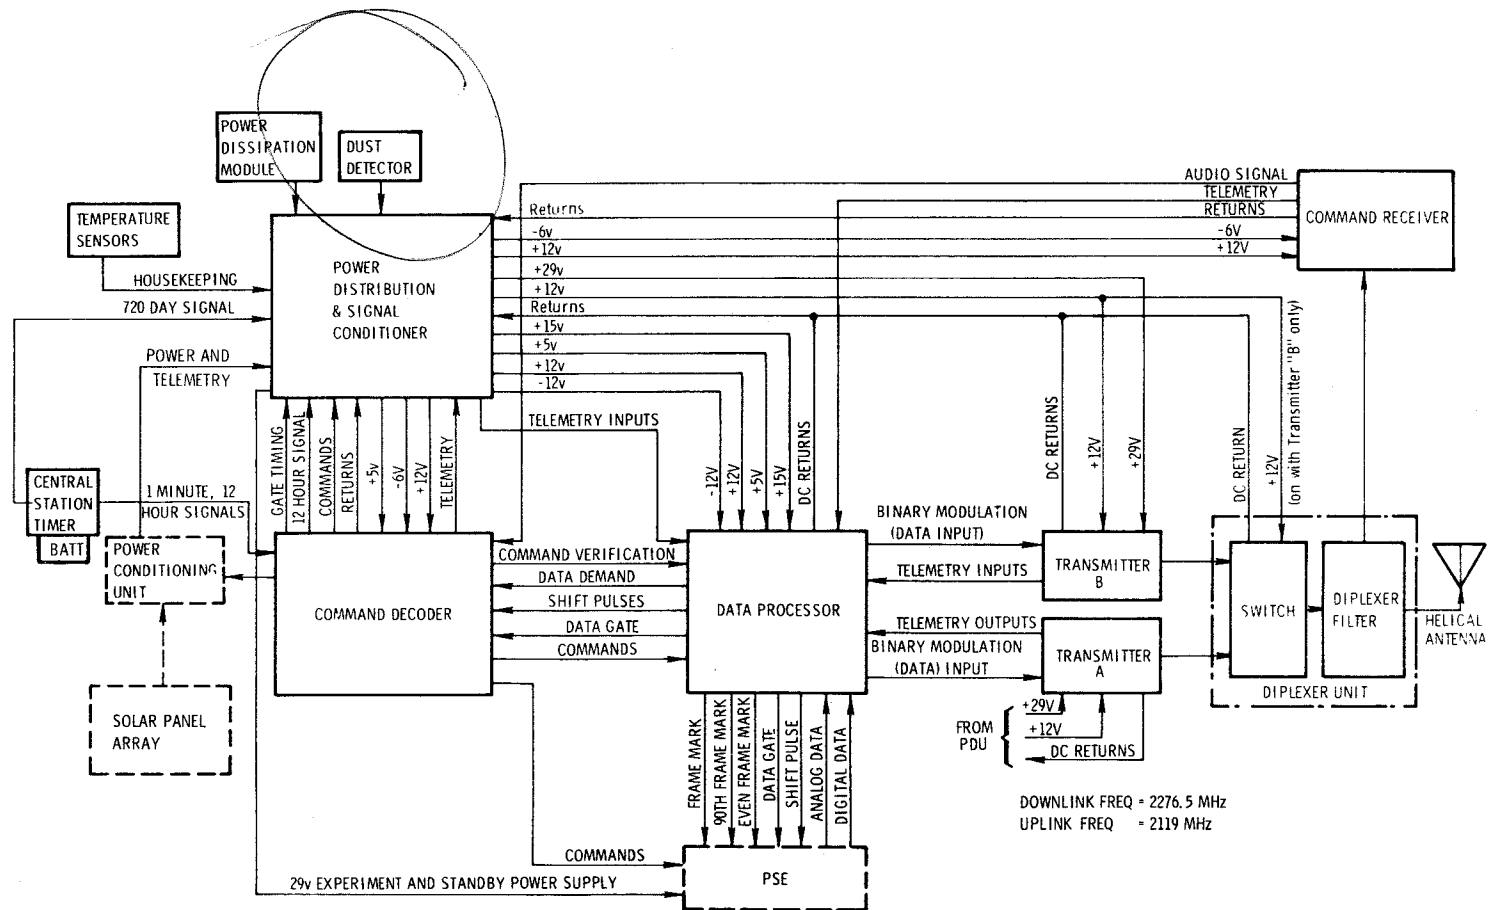 POWER
DISSIPATION
MODULE
DUST
DETECTOR
TEMPERATURE
SENSORS
HOUSEKEEPING
720 DAY SIGNAL
POWER AND
TELEMETRY
POWER
DISTRIBUTION
& SIGNAL
CONDITIONER
AUDIO SIGNAL
TELEMETRY
RETURNS
-6V
+12V
COMMAND RECEIVER
Returns
-6v
+12v
+29v
+12v
Returns
+15v
+5v
+12v
-12v
TELEMETRY INPUTS
GATE TIMING
12 HOUR SIGNAL
COMMANDS
RETURNS
+5v
-6V
+12V
TELEMETRY
-12V
+12V
+5V
+15V
DC RETURNS
DC RETURNS
+12V
+29V
DC RETURN
+12V
(on with Transmitter "B" only)
CENTRAL
STATION
TIMER
BATT
1 MINUTE, 12
HOUR SIGNALS
POWER
CONDITIONING
UNIT
SOLAR PANEL
ARRAY
COMMAND DECODER
COMMAND VERIFICATION
DATA DEMAND
SHIFT PULSES
DATA GATE
COMMANDS
DATA PROCESSOR
BINARY MODULATION
(DATA INPUT)
TELEMETRY INPUTS
TELEMETRY OUTPUTS
BINARY MODULATION
(DATA) INPUT
TRANSMITTER
B
TRANSMITTER
A
SWITCH
DIPLEXER
FILTER
DIPLEXER UNIT
HELICAL
ANTENNA
FROM
PDU
+29V
+12V
DC RETURNS
FRAME MARK
90TH FRAME MARK
EVEN FRAME MARK
DATA GATE
SHIFT PULSE
ANALOG DATA
DIGITAL DATA
DOWNLINK FREQ = 2276.5 MHz
UPLINK FREQ = 2119 MHz
COMMANDS
29v EXPERIMENT AND STANDBY POWER SUPPLY
PSE